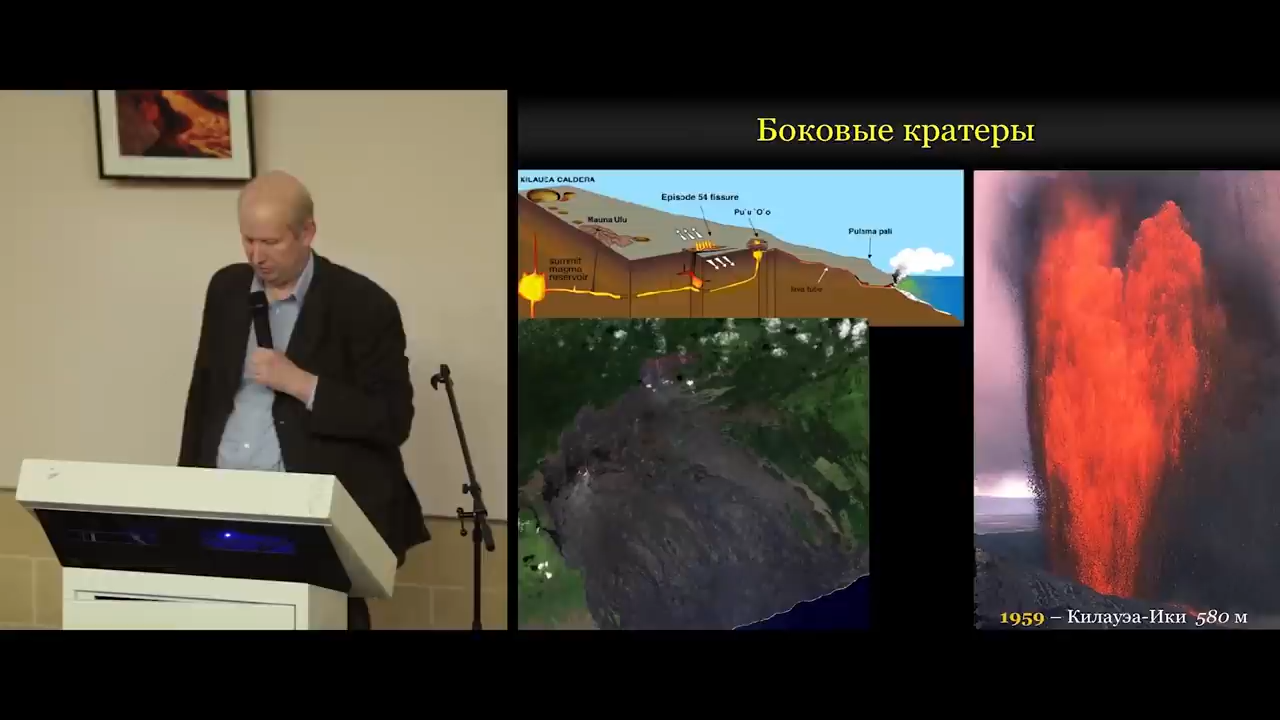 Боковые кратеры
KILAUEA CALDERA
Episode 54 fissure
Pu`u `O`o
Mauna Ulu
Pulama pali
summit
magma
reservoir
lava tube
1959 – Килауэа-Ики 580 м